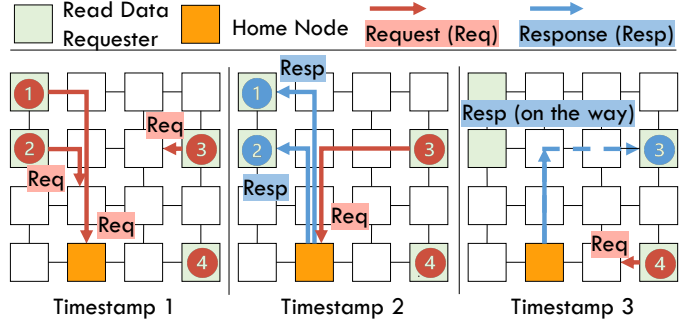 Read Data
Requester
Home Node
Request (Req)
Response (Resp)
1
2
3
4
Req
Req
Req
Timestamp 1
Resp
1
2
3
4
Resp
Req
Timestamp 2
Resp (on the way)
3
4
Req
Timestamp 3